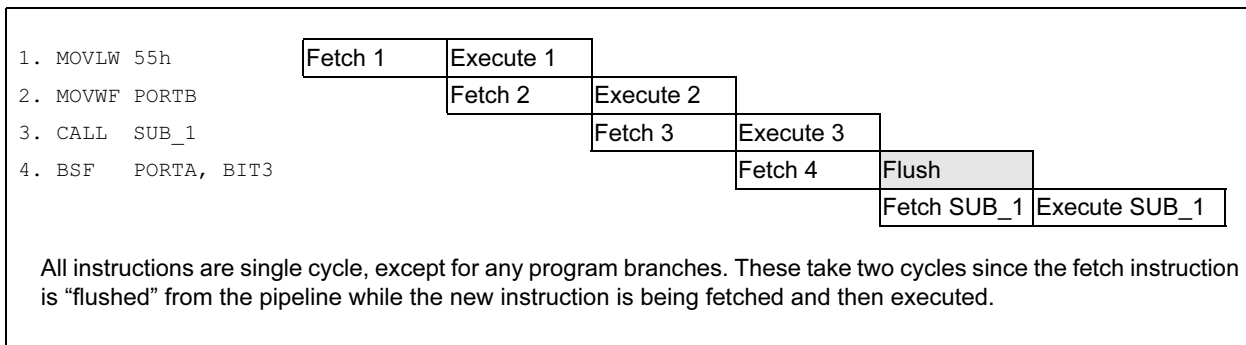 1. MOVLW 55h Fetch 1 Execute 1
2. MOVWF PORTB Fetch 2 Execute 2
3. CALL SUB_1 Fetch 3 Execute 3
4. BSF PORTA, BIT3 Fetch 4 Flush
Fetch SUB_1 Execute SUB_1
All instructions are single cycle, except for any program branches. These take two cycles since the fetch instruction
is “flushed” from the pipeline while the new instruction is being fetched and then executed.